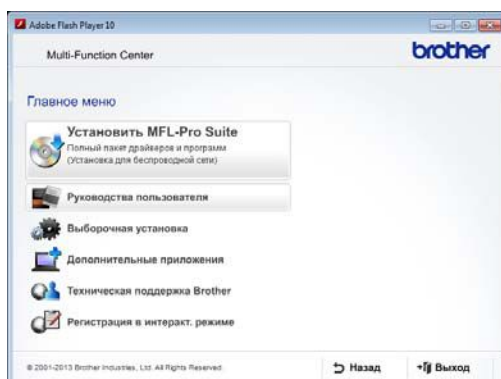 Adobe Flash Player 10
Multi-Function Center
brother
Главное меню
Установить MFL-Pro Suite
Полный пакет драйверов и программ
(Установка для беспроводной сети)
Руководства пользователя
Выборочная установка
Дополнительные приложения
Техническая поддержка Brother
Регистрация в интеракт. режиме
© 2001-2013 Brother Industries, Ltd. All Rights Reserved.
Назад
Выход